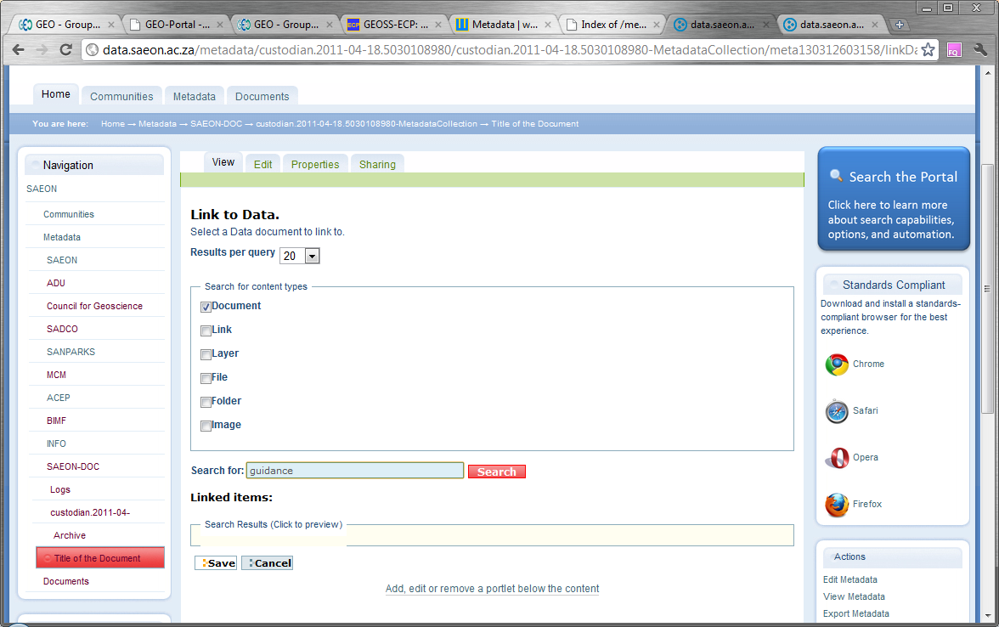 GEO - Group...
GEO-Portal -...
GEO - Group...
ECP
GEOSS-ECP: ...
Metadata | w...
Index of /me...
data.saeon.a...
data.saeon.a...
data.saeon.ac.za/metadata/custodian.2011-04-18.5030108980/custodian.2011-04-18.5030108980-MetadataCollection/meta130312603158/linkDa
Home
Communities
Metadata
Documents
You are here: Home → Metadata → SAEON-DOC → custodian.2011-04-18.5030108980-MetadataCollection → Title of the Document
Navigation
SAEON
Communities
Metadata
SAEON
ADU
Council for Geoscience
SADCO
SANPARKS
MCM
ACEP
BIMF
INFO
SAEON-DOC
Logs
custodian.2011-04-
Archive
Title of the Document
Documents
View
Edit
Properties
Sharing
Link to Data.
Select a Data document to link to.
Results per query 20
Search for content types
Document
Link
Layer
File
Folder
Image
Search for: guidance Search
Linked items:
Search Results (Click to preview)
Save Cancel
Add, edit or remove a portlet below the content
Search the Portal
Click here to learn more
about search capabilities,
options, and automation.
Standards Compliant
Download and install a standards-
compliant browser for the best
experience.
Chrome
Safari
Opera
Firefox
Actions
Edit Metadata
View Metadata
Export Metadata